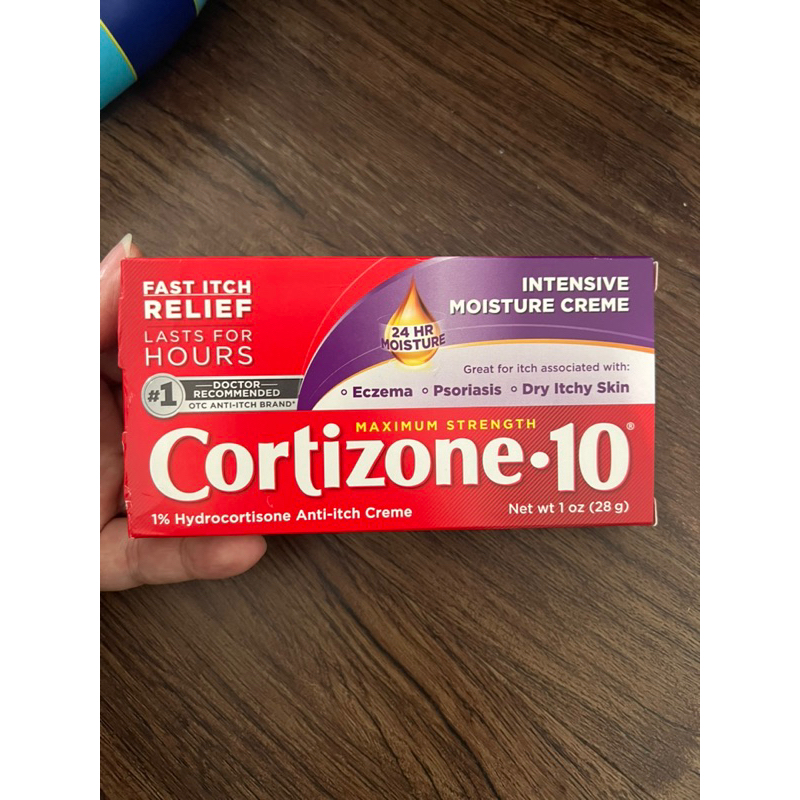 FAST ITCH
RELIEF
LASTS FOR
HOURS
#1
DOCTOR
RECOMMENDED
OTC ANTI-ITCH BRAND*
24 HR
MOISTURE
INTENSIVE
MOISTURE CREME
Great for itch associated with:
Eczema Psoriasis Dry Itchy Skin
MAXIMUM STRENGTH
Cortizone•10®
1% Hydrocortisone Anti-itch Creme
Net wt 1 oz (28 g)